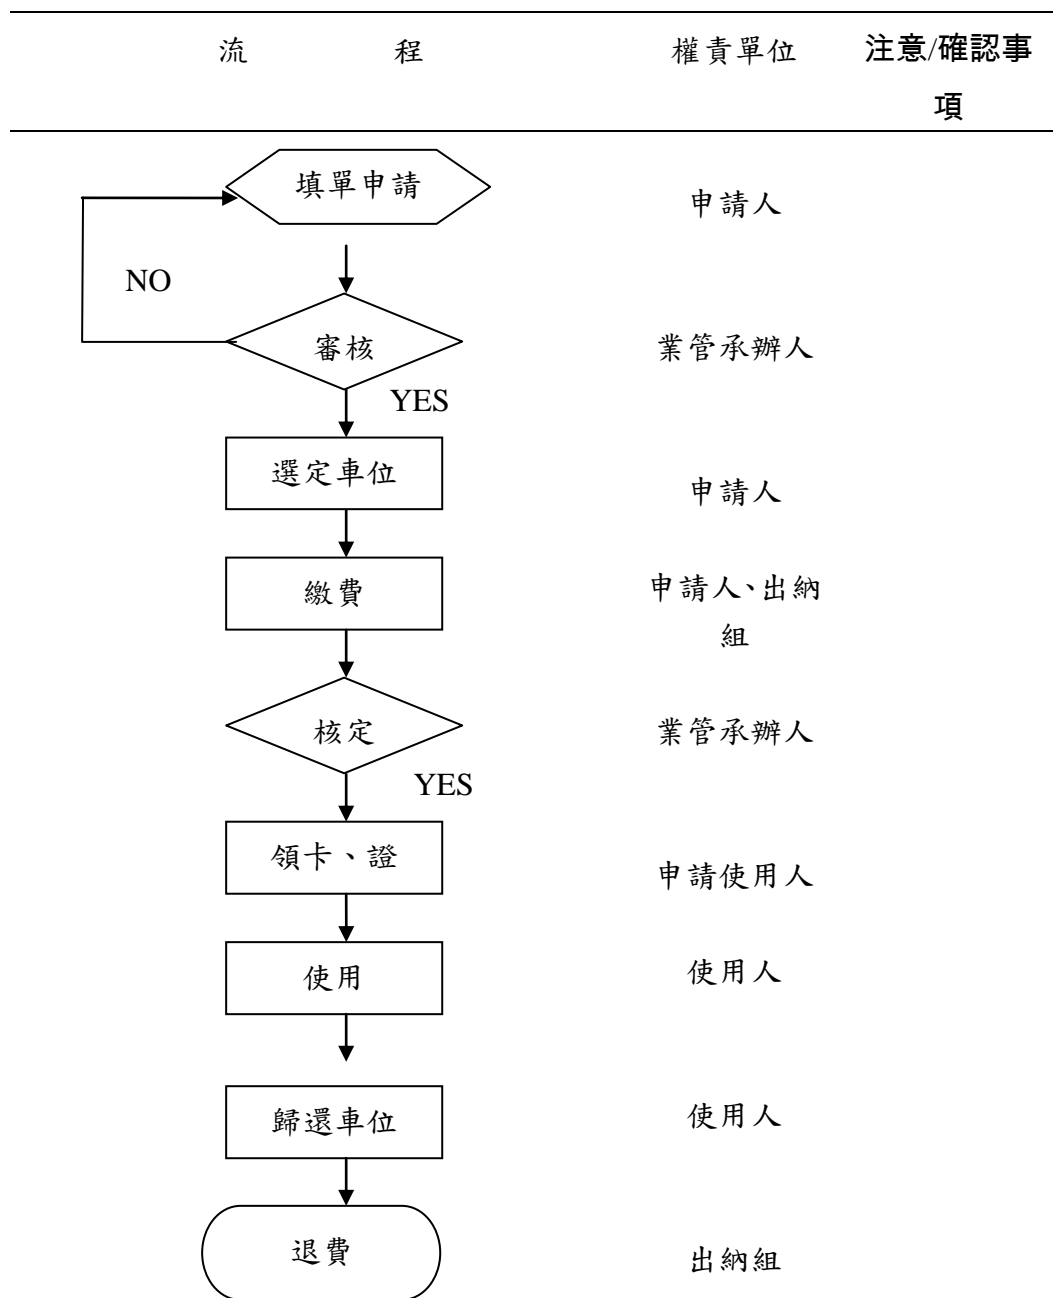 流 程 權責單位 注意/確認事
項
填單申請 申請人
NO
審核 業管承辦人
YES
選定車位 申請人
繳費 申請人、出納
組
核定 業管承辦人
YES
領卡、證 申請使用人
使用 使用人
歸還車位 使用人
退費 出納組